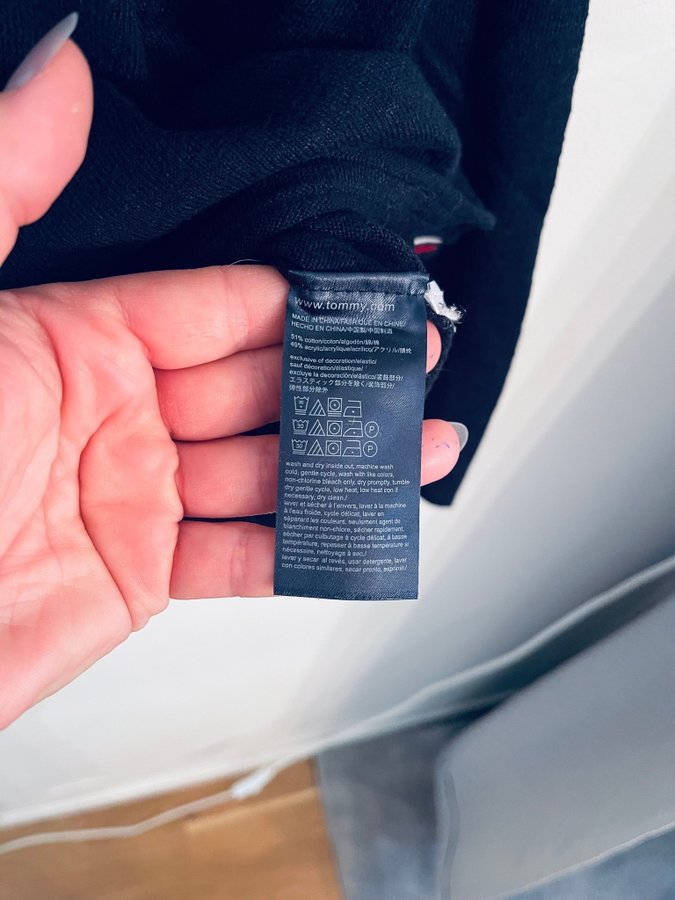 www.tommy.com
MADE IN CHINA/FABRIQUÉ EN CHINE/
HECHO EN CHINA/中国製/中国制造
51% cotton/coton/algodón/綿/棉
49% acrylic/acrylique/acrílico/アクリル/腈纶
exclusive of decoration/elastic/
sauf décoration/élastique/
excluye la decoración/elástico/装飾部分/
エラスティック部分を除く/装饰部分/
弹性部分除外
30
30 P
30 P
wash and dry inside out, machine wash
cold, gentle cycle, wash with like colors,
non-chlorine bleach only, dry promptly, tumble
dry gentle cycle, low heat, low heat iron if
necessary, dry clean./
laver et sécher à l'envers, laver à la machine
à l'eau froide, cycle délicat, laver en
séparant les couleurs, seulement agent de
blanchiment non-chlore, sécher rapidement,
sécher par culbutage à cycle délicat, à basse
température, repasser à basse température si
nécessaire, nettoyage à sec./
lavar y secar al revés, usar detergente, lavar
con colores similares, secar pronto, exprimir